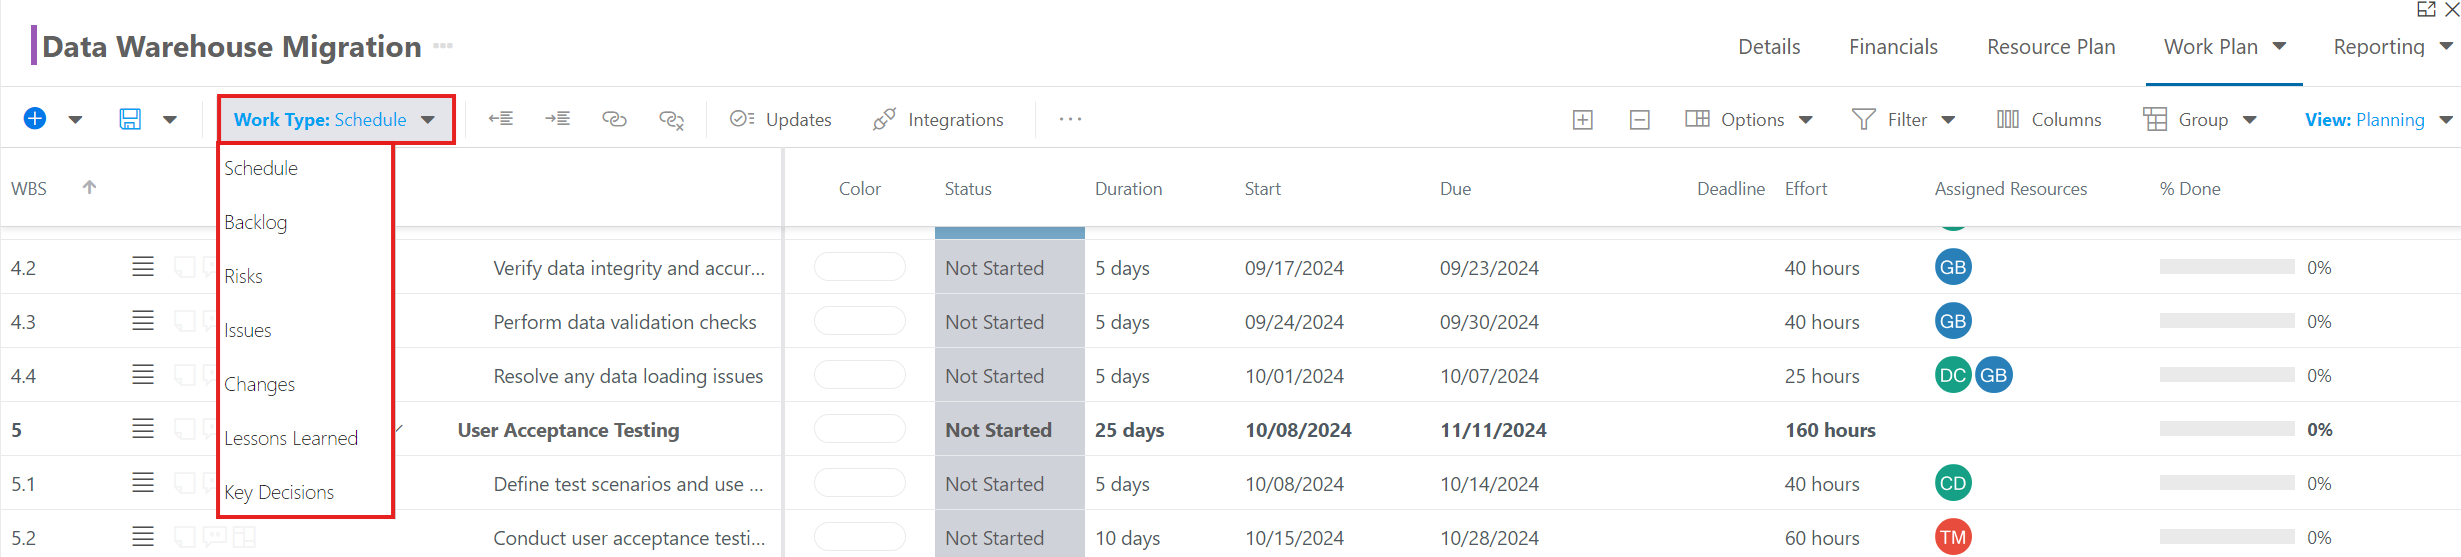 Data Warehouse Migration
Details Financials Resource Plan Work Plan Reporting
Work Type: Schedule Updates Integrations ... Options Filter Columns Group View: Planning
Schedule
Backlog
Risks
Issues
Changes
Lessons Learned
Key Decisions
WBS Color Status Duration Start Due Deadline Effort Assigned Resources % Done
4.2 Verify data integrity and accur... Not Started 5 days 09/17/2024 09/23/2024 40 hours GB 0%
4.3 Perform data validation checks Not Started 5 days 09/24/2024 09/30/2024 40 hours GB 0%
4.4 Resolve any data loading issues Not Started 5 days 10/01/2024 10/07/2024 25 hours DC GB 0%
5 User Acceptance Testing Not Started 25 days 10/08/2024 11/11/2024 160 hours 0%
5.1 Define test scenarios and use ... Not Started 5 days 10/08/2024 10/14/2024 40 hours CD 0%
5.2 Conduct user acceptance testi... Not Started 10 days 10/15/2024 10/28/2024 60 hours TM 0%